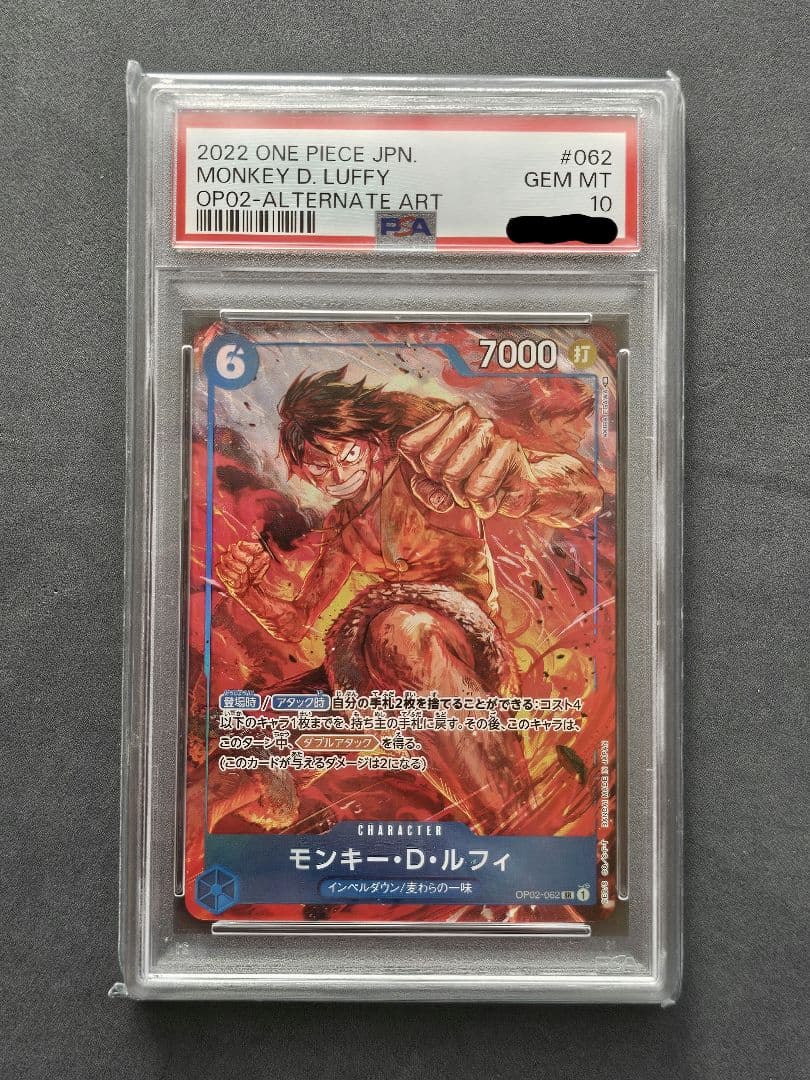 2022 ONE PIECE JPN. #062
MONKEY D. LUFFY GEM MT
OP02-ALTERNATE ART 10
PSA
6 7000 打
登場時/アタック時 自分の手札2枚を捨てることができる:コスト4
以下のキャラ1枚までを、持ち主の手札に戻す。その後、このキャラは、
このターン中、ダブルアタックを得る。
(このカードが与えるダメージは2になる)
CHARACTER
モンキー・D・ルフィ
インペルダウン/麦わらの一味
OP02-062 SR 1
BANDAI MADE IN JAPAN